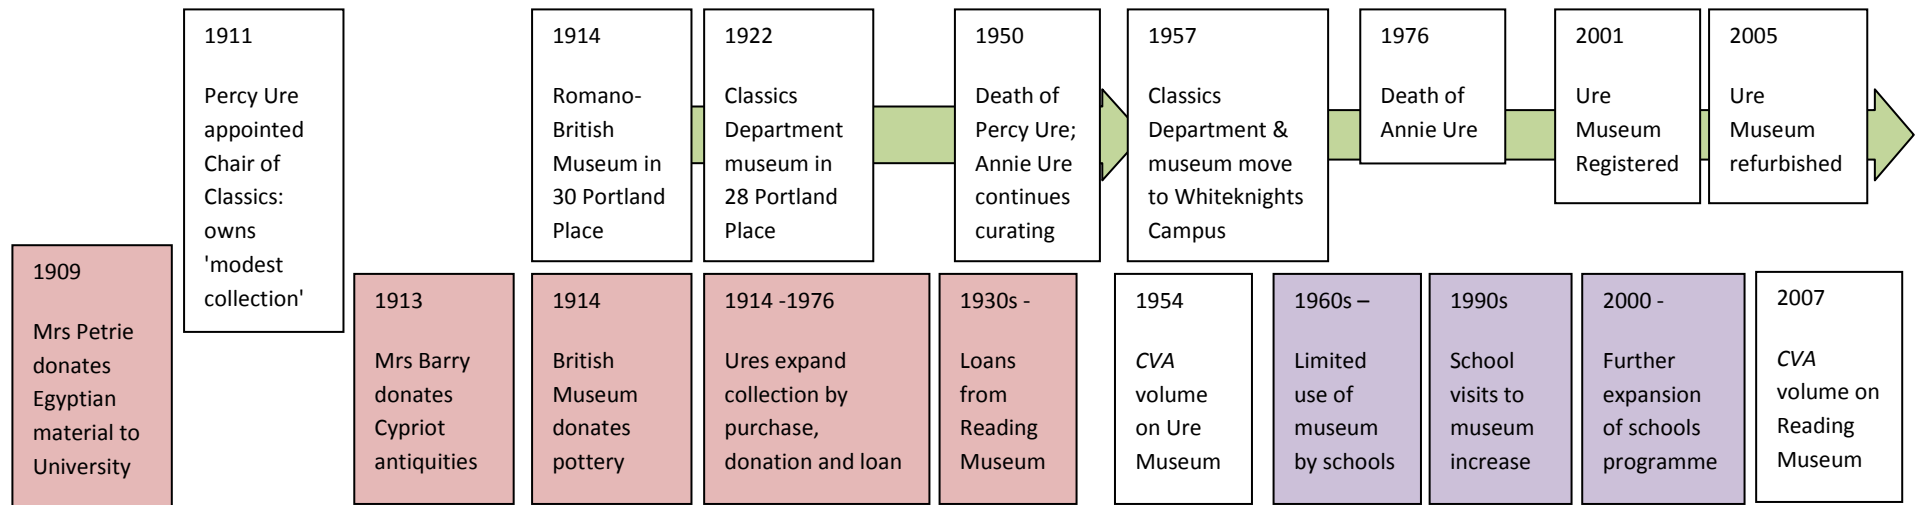 1911
Percy Ure
appointed
Chair of
Classics:
owns
'modest
collection'
1914
Romano-
British
Museum in
30 Portland
Place
1922
Classics
Department
museum in
28 Portland
Place
1950
Death of
Percy Ure;
Annie Ure
continues
curating
1957
Classics
Department &
museum move
to Whiteknights
Campus
1976
Death of
Annie Ure
2001
Ure
Museum
Registered
2005
Ure
Museum
refurbished
1909
Mrs Petrie
donates
Egyptian
material to
University
1913
Mrs Barry
donates
Cypriot
antiquities
1914
British
Museum
donates
pottery
1914 -1976
Ures expand
collection by
purchase,
donation and loan
1930s -
Loans
from
Reading
Museum
1954
CVA
volume
on Ure
Museum
1960s –
Limited
use of
museum
by schools
1990s
School
visits to
museum
increase
2000 -
Further
expansion
of schools
programme
2007
CVA
volume on
Reading
Museum